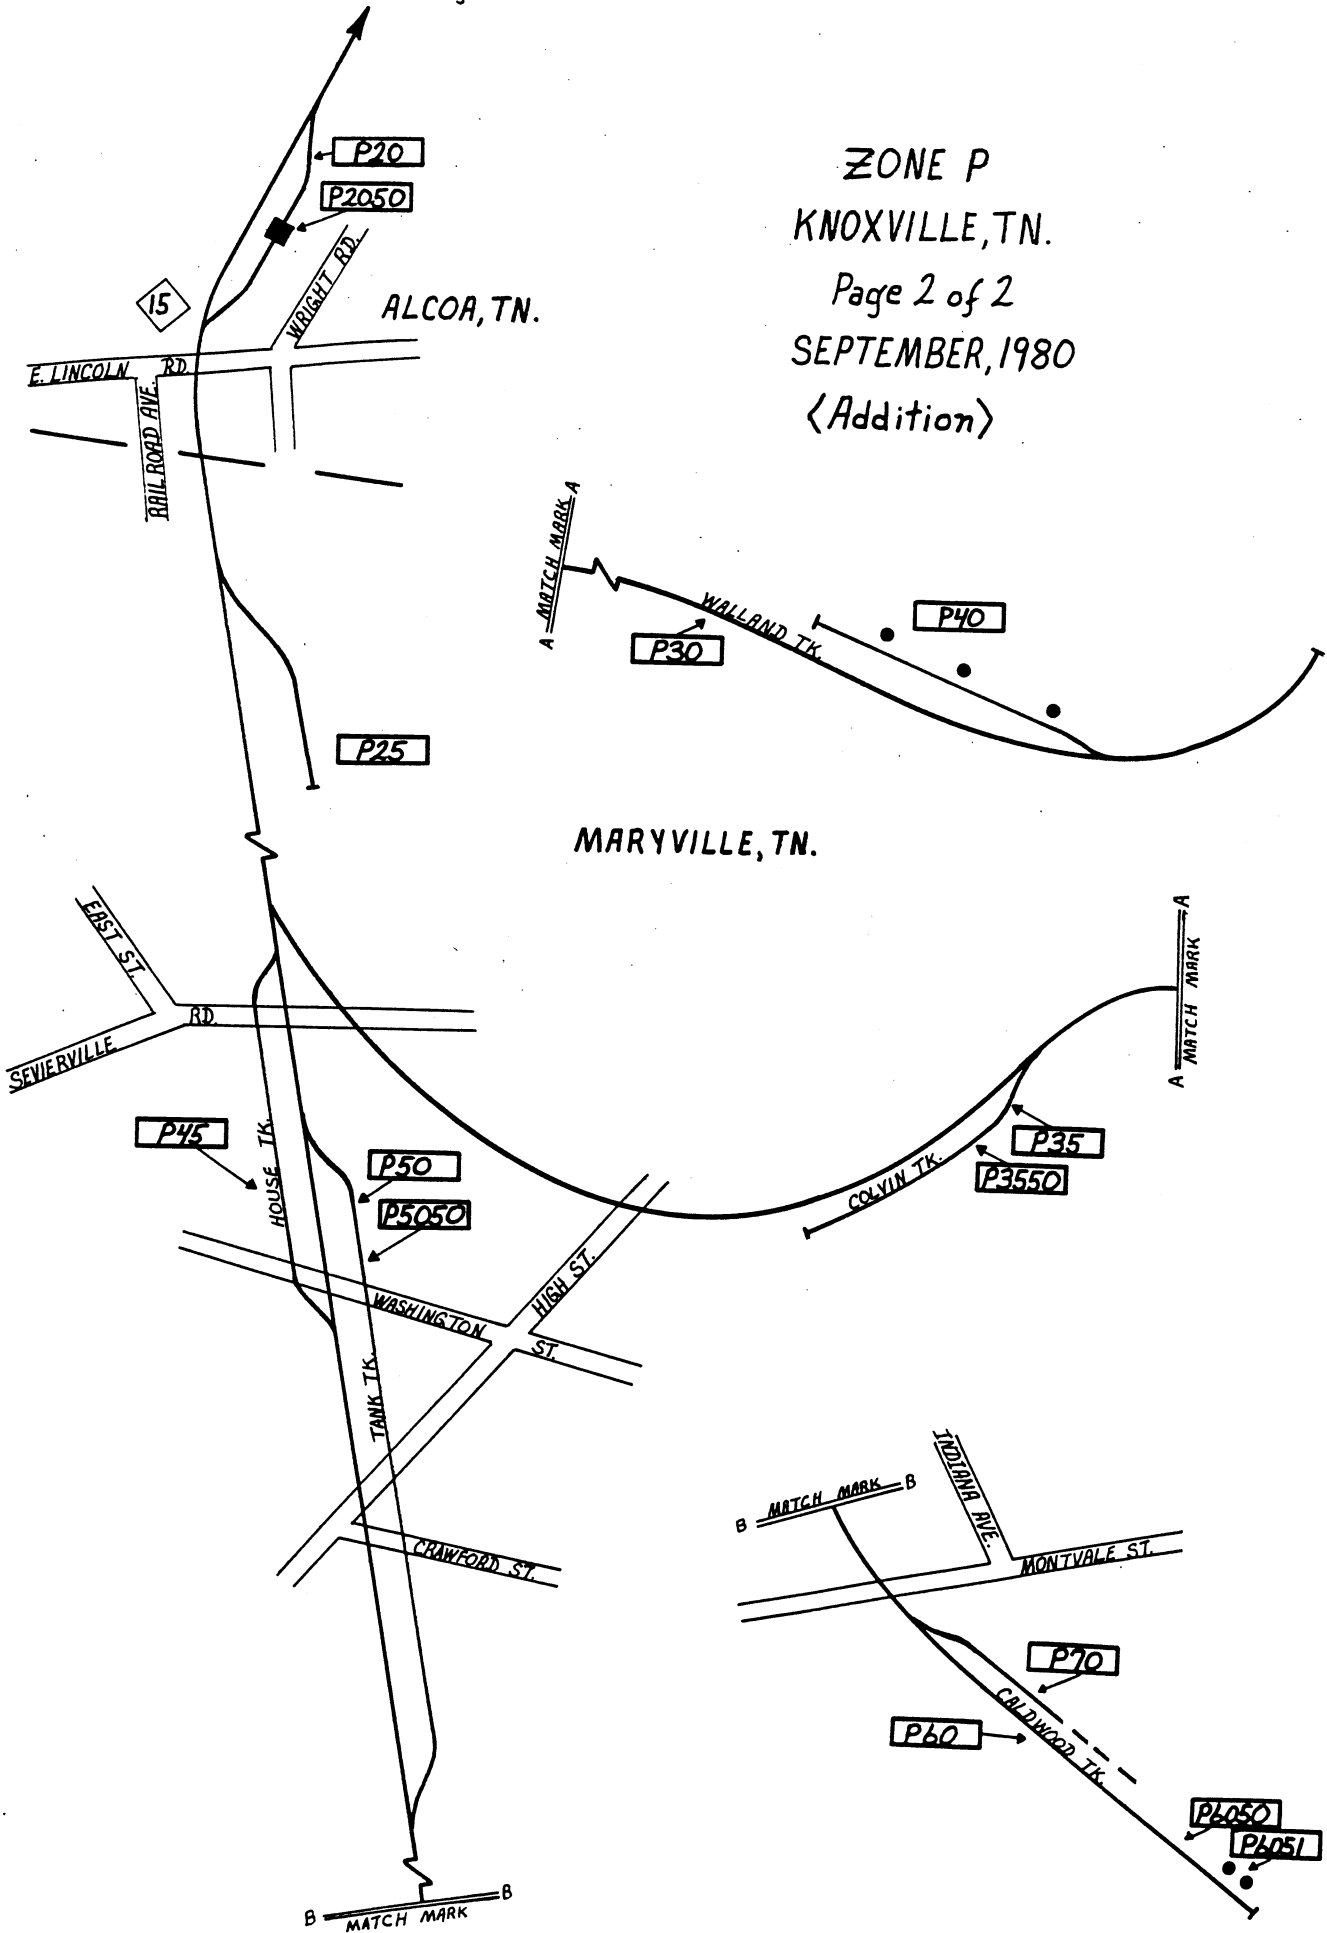 ZONE P
KNOXVILLE, TN.
Page 2 of 2
SEPTEMBER, 1980
<Addition>
P20
P2050
WRIGHT RD.
15
ALCOA, TN.
E. LINCOLN RD.
RAILROAD AVE.
A MATCH MARK A
WALLAND TK.
P30
P40
P25
MARYVILLE, TN.
EAST ST.
SEVIERVILLE RD.
A MATCH MARK A
P45
HOUSE TK.
P50
P5050
P35
P3550
COLVIN TK.
HIGH ST.
WASHINGTON ST.
TANK TK.
CRAWFORD ST.
B MATCH MARK B
INDIANA AVE.
MONTVALE ST.
P70
P60
CALDWOOD TK.
P6050
P6051
B MATCH MARK B